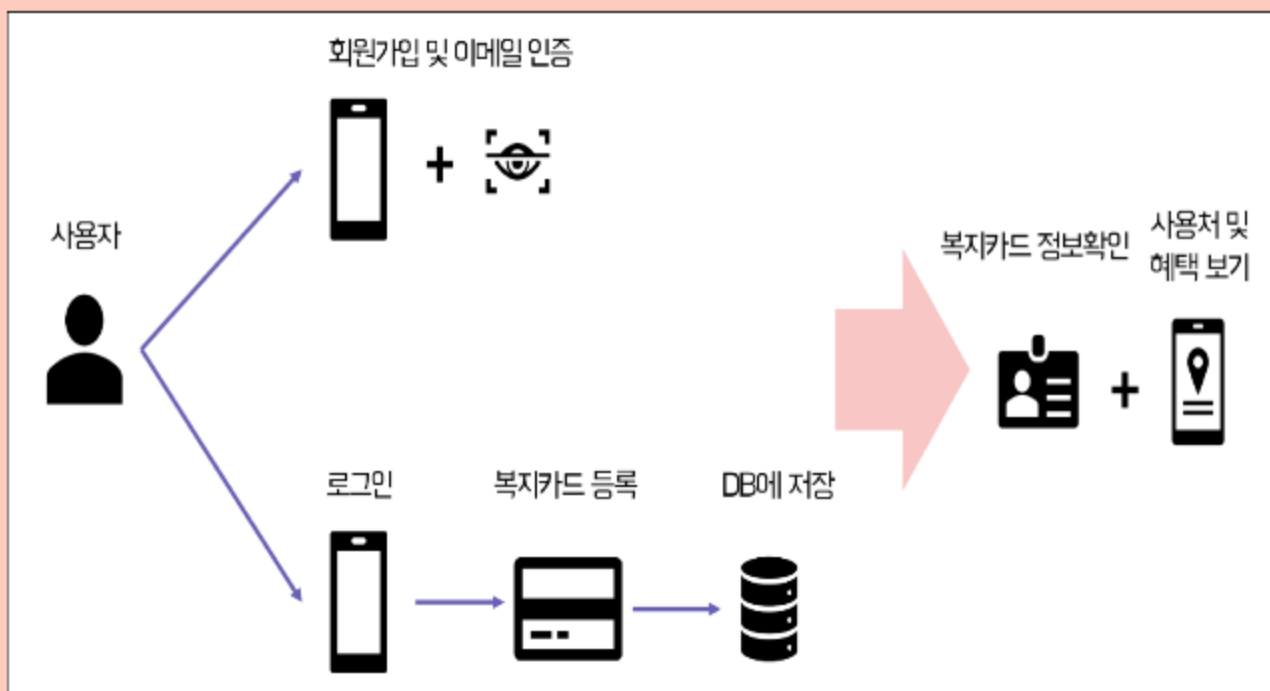 회원가입 및 이메일 인증
사용자
복지카드 정보확인
사용처 및
혜택 보기
로그인
복지카드 등록
DB에 저장